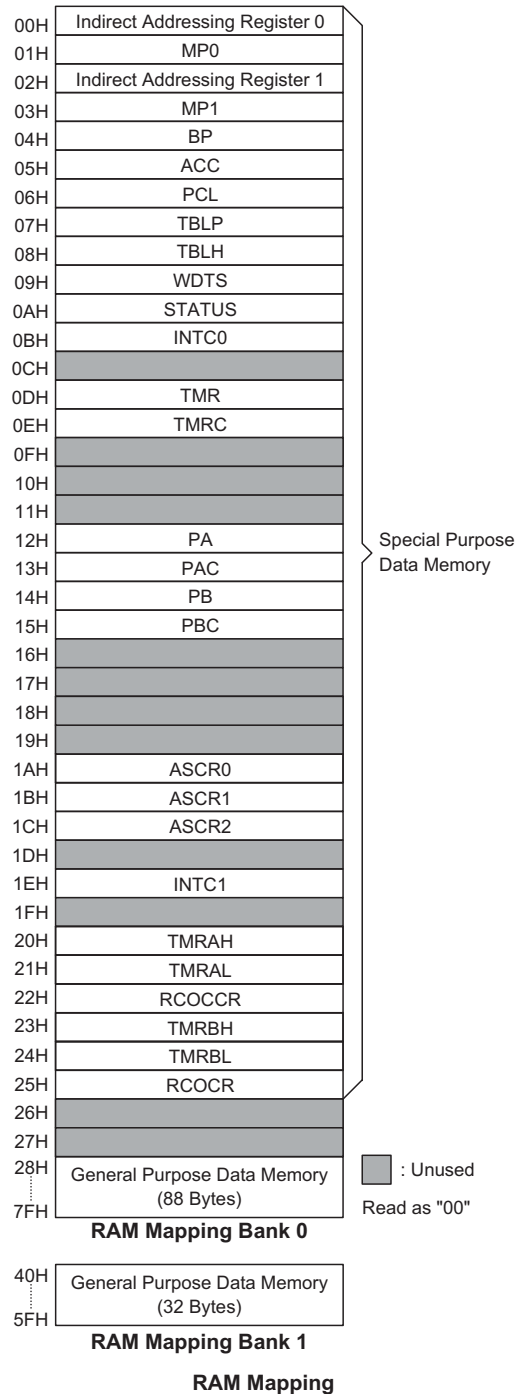 00H Indirect Addressing Register 0
01H MP0
02H Indirect Addressing Register 1
03H MP1
04H BP
05H ACC
06H PCL
07H TBLP
08H TBLH
09H WDTS
0AH STATUS
0BH INTC0
0CH
0DH TMR
0EH TMRC
0FH
10H
11H
12H PA
13H PAC
14H PB
15H PBC
16H
17H
18H
19H
1AH ASCR0
1BH ASCR1
1CH ASCR2
1DH
1EH INTC1
1FH
20H TMRAH
21H TMRAL
22H RCOCCR
23H TMRBH
24H TMRBL
25H RCOCR
26H
27H
Special Purpose
Data Memory
28H
General Purpose Data Memory
(88 Bytes)
7FH
: Unused
Read as "00"
RAM Mapping Bank 0
40H
General Purpose Data Memory
(32 Bytes)
5FH
RAM Mapping Bank 1
RAM Mapping